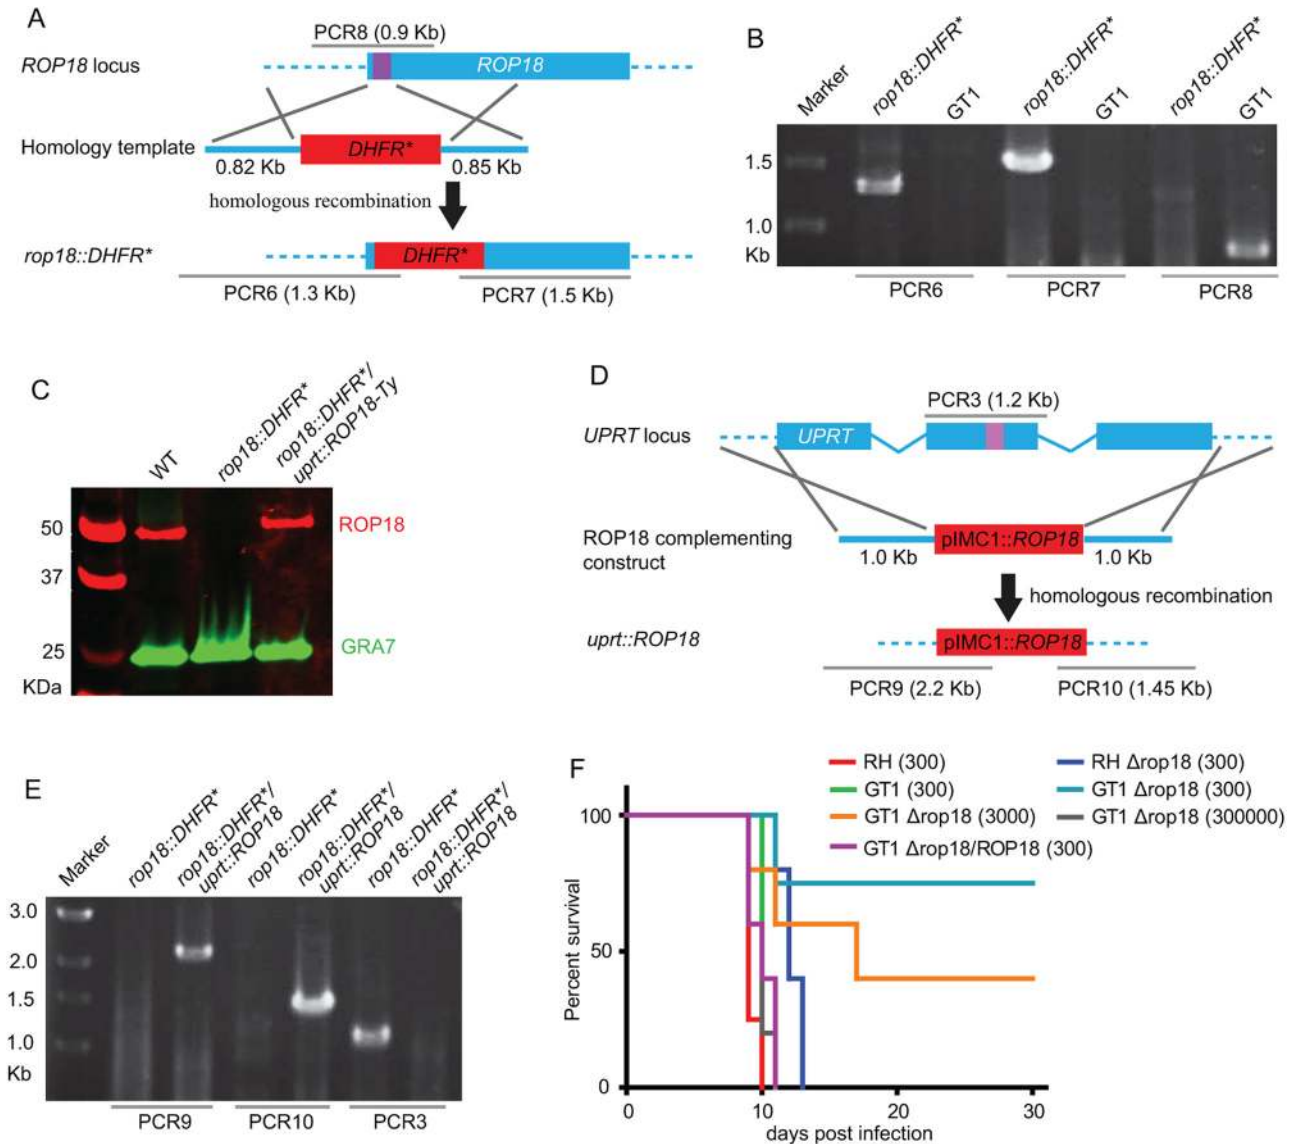 A
PCR8 (0.9 Kb)
ROP18 locus
ROP18
Homology template
DHFR*
0.82 Kb
0.85 Kb
homologous recombination
rop18::DHFR*
DHFR*
PCR6 (1.3 Kb)
PCR7 (1.5 Kb)
B
Marker
rop18::DHFR*
GT1
rop18::DHFR*
GT1
rop18::DHFR*
GT1
1.5
1.0
Kb
PCR6
PCR7
PCR8
C
WT
rop18::DHFR*
rop18::DHFR*/
uprt::ROP18-Ty
50
37
25
KDa
ROP18
GRA7
D
PCR3 (1.2 Kb)
UPRT locus
UPRT
ROP18 complementing
construct
pIMC1::ROP18
1.0 Kb
1.0 Kb
homologous recombination
uprt::ROP18
pIMC1::ROP18
PCR9 (2.2 Kb)
PCR10 (1.45 Kb)
E
Marker
rop18::DHFR*
rop18::DHFR*/
uprt::ROP18
rop18::DHFR*
rop18::DHFR*/
uprt::ROP18
rop18::DHFR*
rop18::DHFR*/
uprt::ROP18
3.0
2.0
1.5
1.0
Kb
PCR9
PCR10
PCR3
F
RH (300)
RH Δrop18 (300)
GT1 (300)
GT1 Δrop18 (300)
GT1 Δrop18 (3000)
GT1 Δrop18 (300000)
GT1 Δrop18/ROP18 (300)
Percent survival
100
50
0
0
10
20
30
days post infection